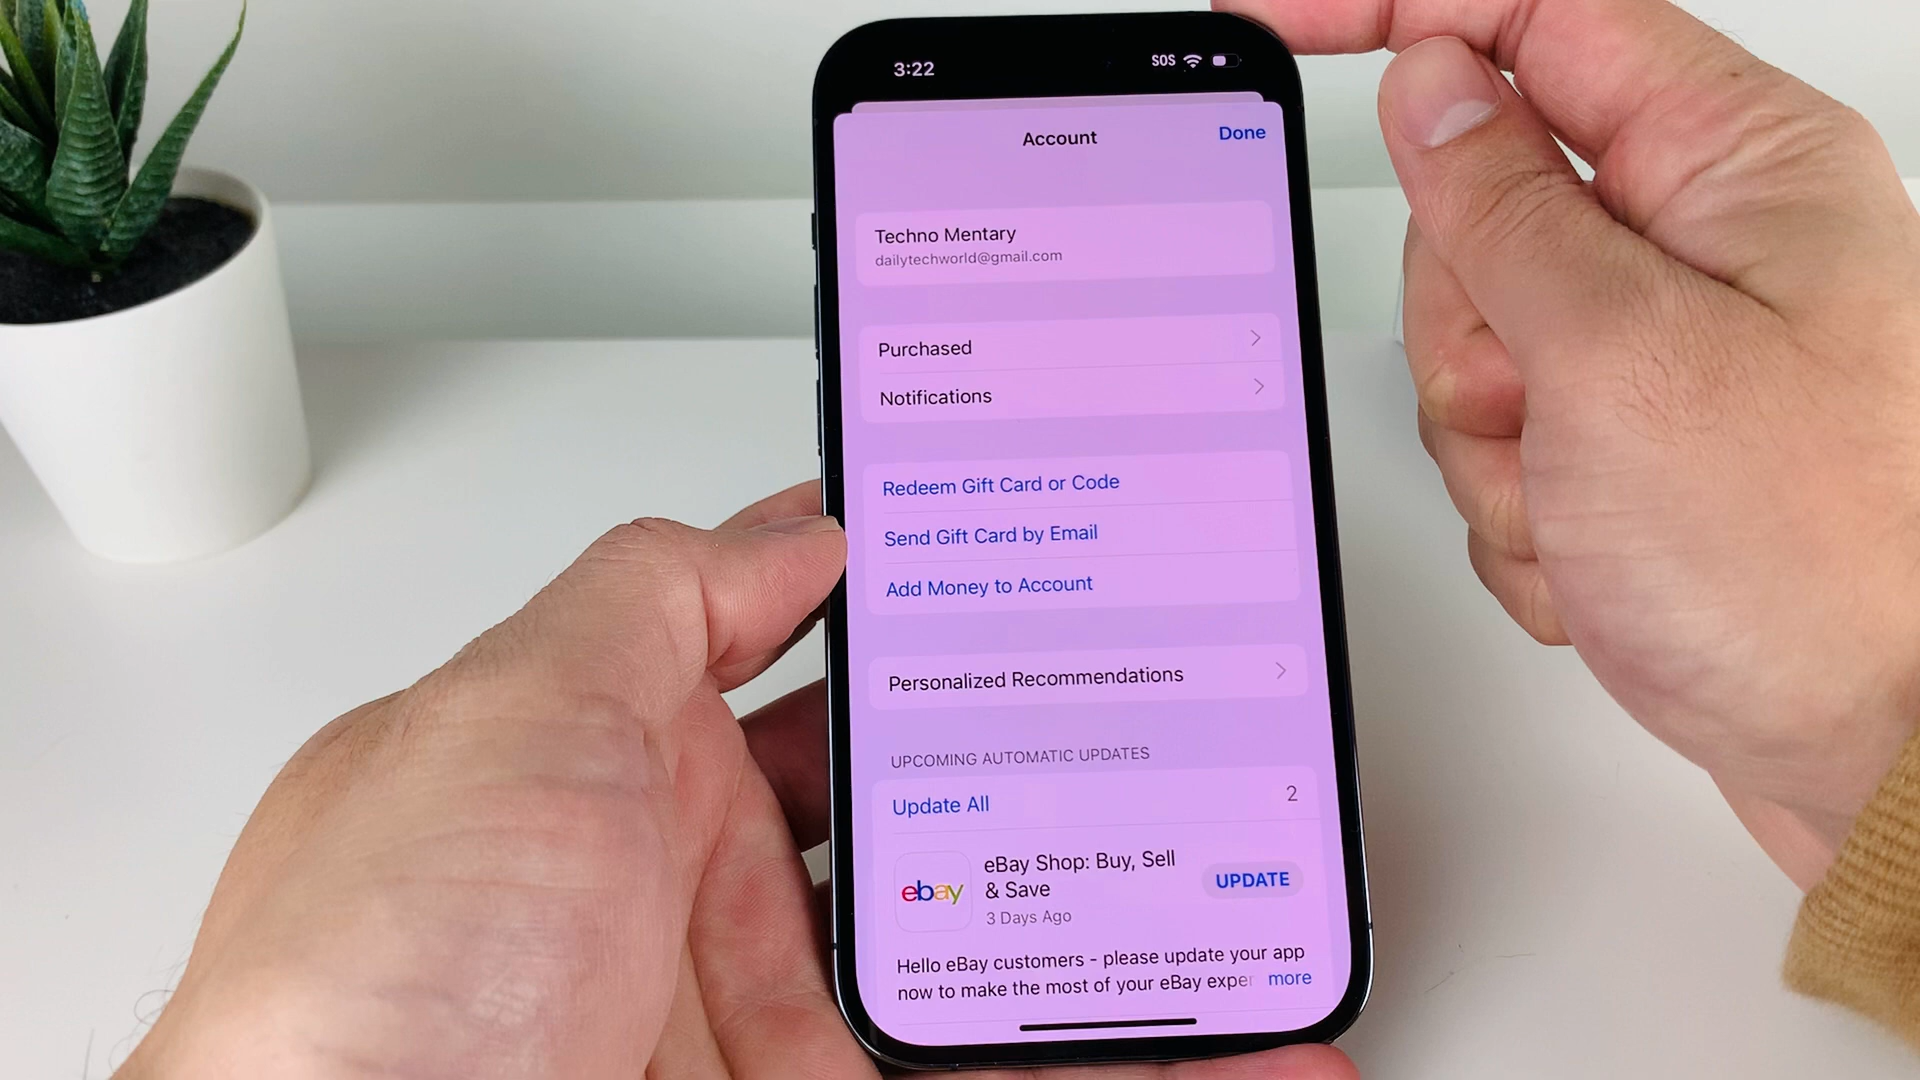 3:22 SOS
Account Done
Techno Mentary
dailytechworld@gmail.com
Purchased
Notifications
Redeem Gift Card or Code
Send Gift Card by Email
Add Money to Account
Personalized Recommendations
UPCOMING AUTOMATIC UPDATES
Update All 2
ebay
eBay Shop: Buy, Sell
& Save
UPDATE
3 Days Ago
Hello eBay customers - please update your app
now to make the most of your eBay exper more